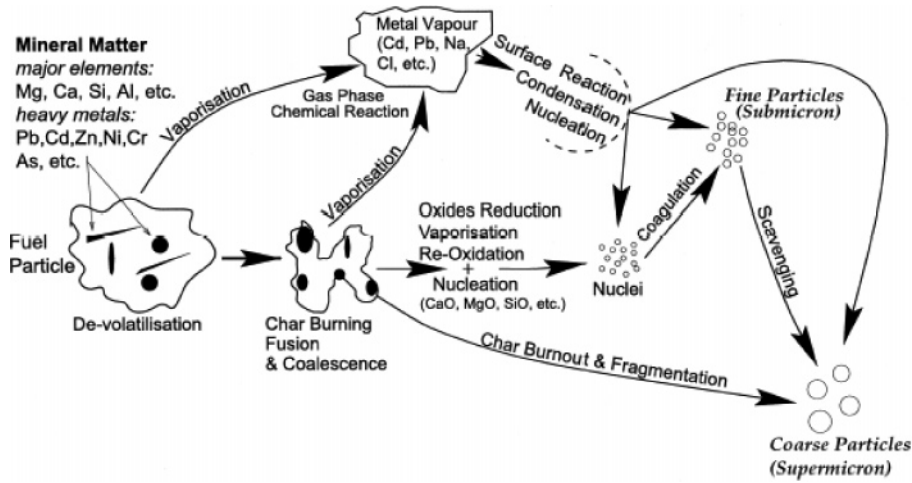 Mineral Matter
major elements:
Mg, Ca, Si, Al, etc.
heavy metals:
Pb,Cd,Zn,Ni,Cr
As, etc.
Vaporisation
Metal Vapour
(Cd, Pb, Na,
Cl, etc.)
Gas Phase
Chemical Reaction
Surface Reaction
Condensation
Nucleation
Fine Particles
(Submicron)
Vaporisation
Fuel
Particle
De-volatilisation
Char Burning
Fusion
& Coalescence
Oxides Reduction
Vaporisation
Re-Oxidation
+
Nucleation
(CaO, MgO, SiO, etc.)
Nuclei
Coagulation
Scavenging
Char Burnout & Fragmentation
Coarse Particles
(Supermicron)